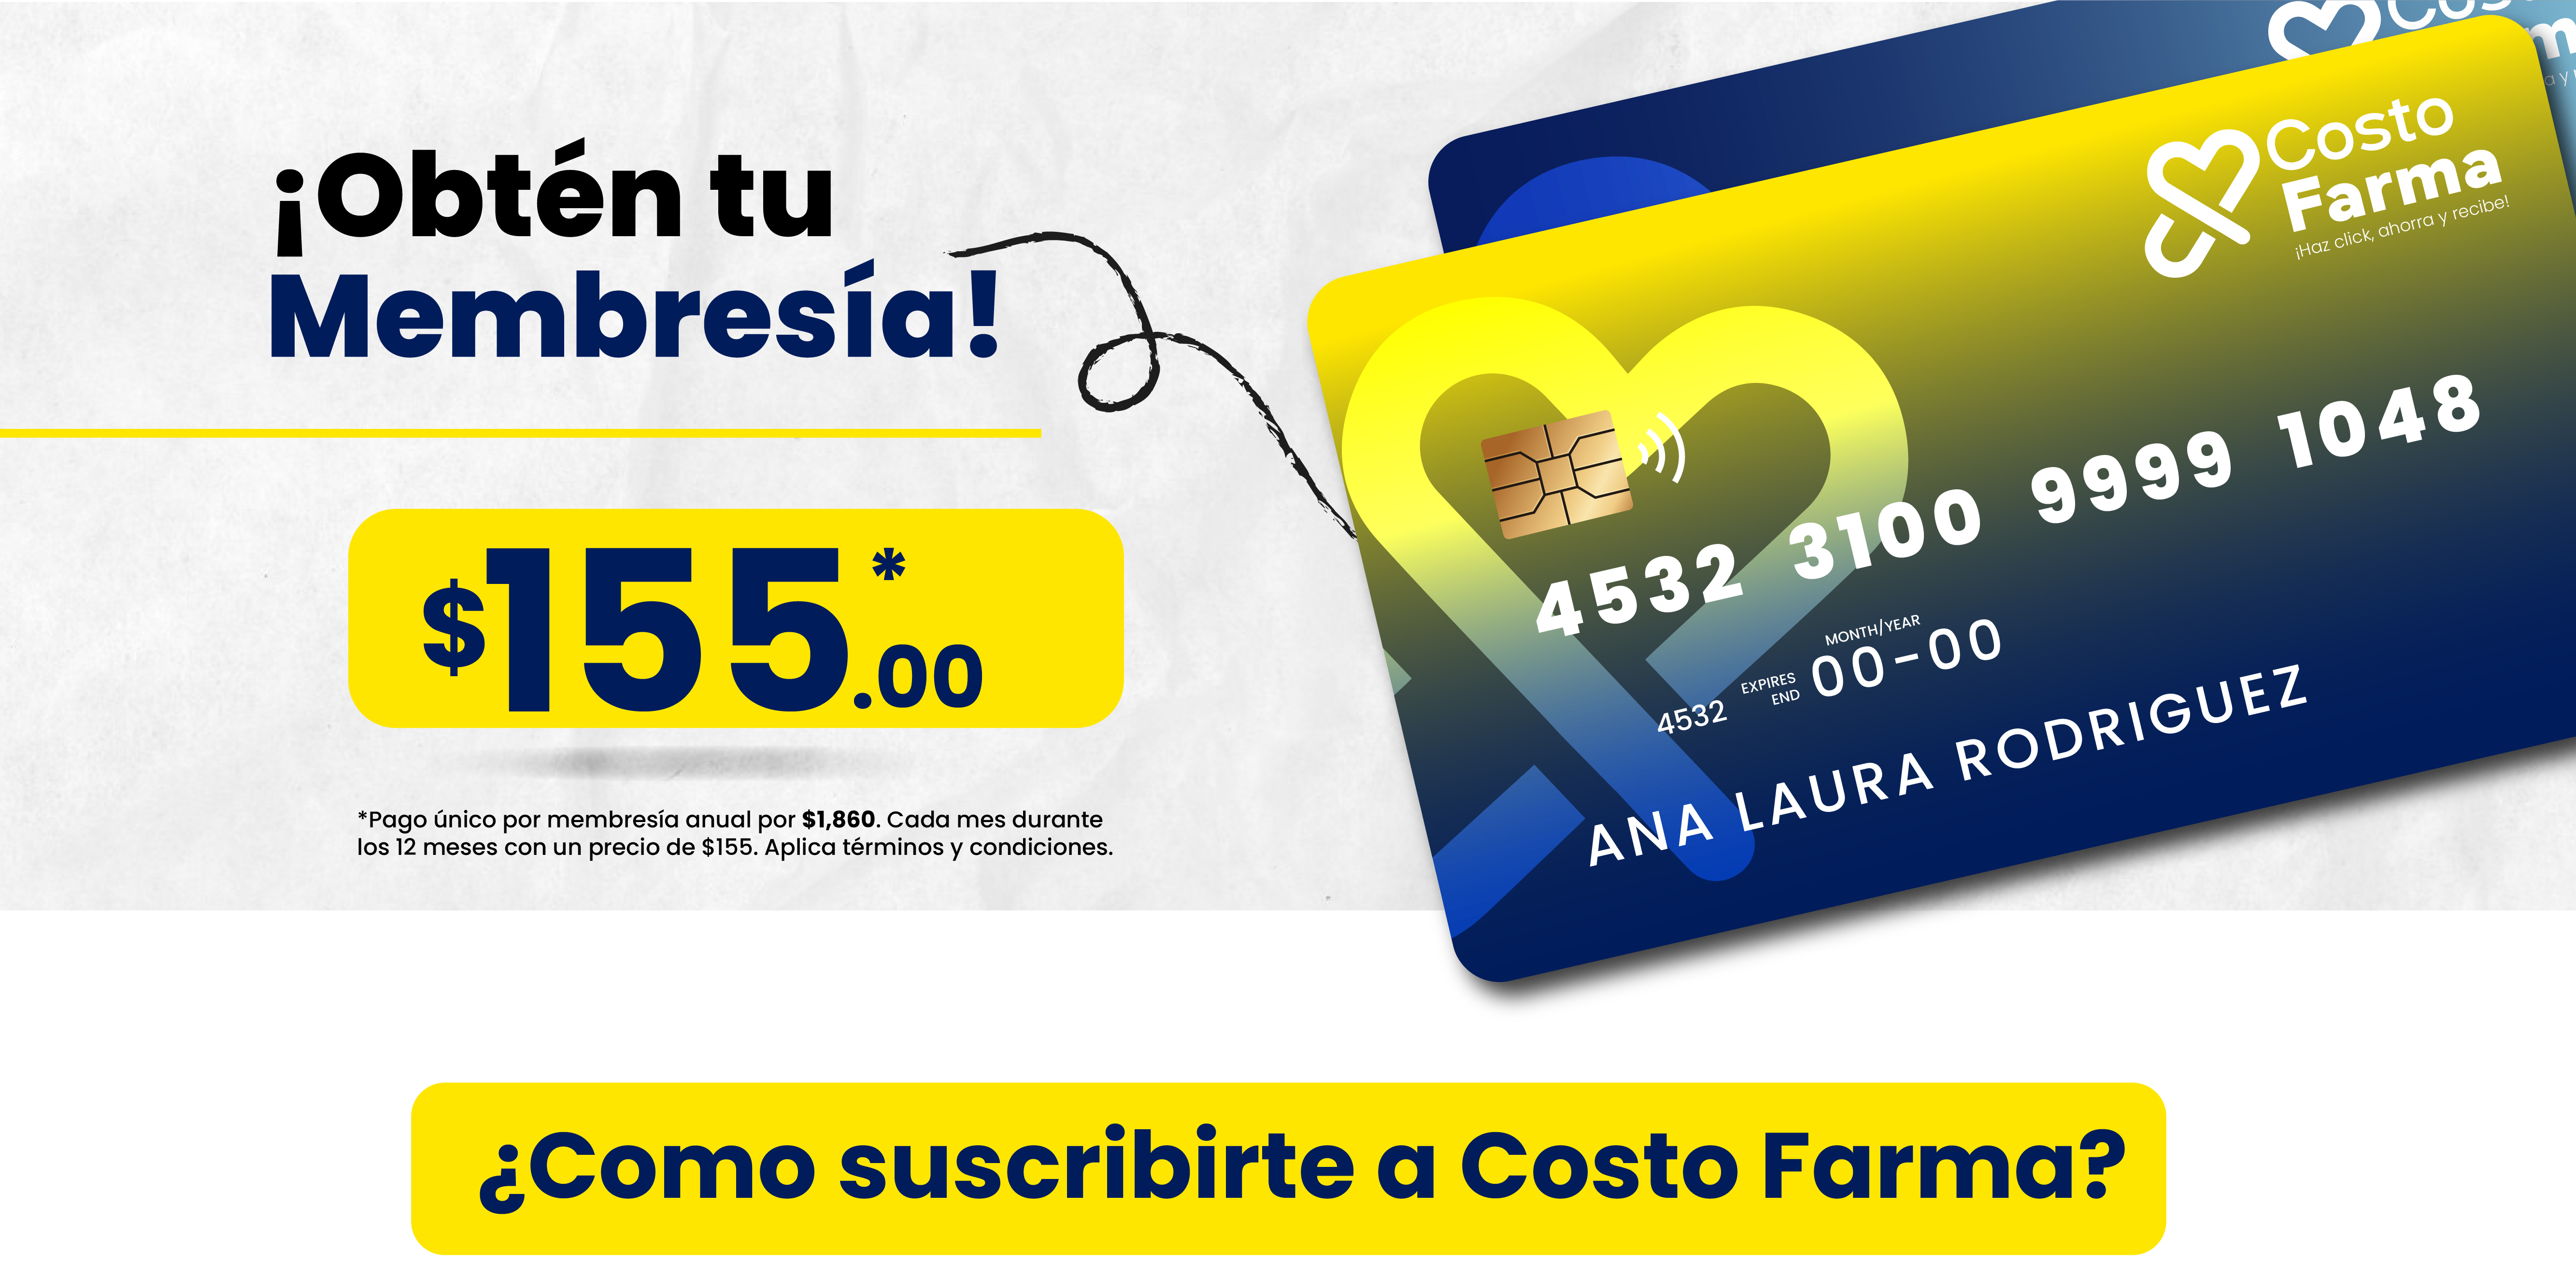 ¡Obtén tu
Membresía!
$155.00*
*Pago único por membresía anual por $1,860. Cada mes durante
los 12 meses con un precio de $155. Aplica términos y condiciones.
Costo
Farma
¡Haz click, ahorra y recibe!
4532 3100 9999 1048
MONTH/YEAR
4532 EXPIRES END 00-00
ANA LAURA RODRIGUEZ
¿Como suscribirte a Costo Farma?